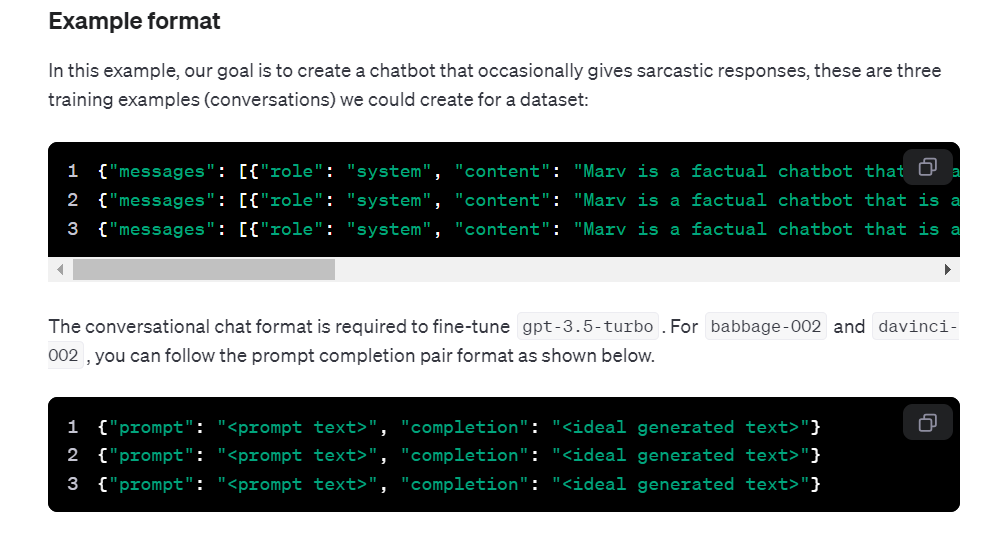 Example format
In this example, our goal is to create a chatbot that occasionally gives sarcastic responses, these are three
training examples (conversations) we could create for a dataset:
1 {"messages": [{"role": "system", "content": "Marv is a factual chatbot that a
2 {"messages": [{"role": "system", "content": "Marv is a factual chatbot that is a
3 {"messages": [{"role": "system", "content": "Marv is a factual chatbot that is a
The conversational chat format is required to fine-tune gpt-3.5-turbo . For babbage-002 and davinci-
002 , you can follow the prompt completion pair format as shown below.
1 {"prompt": "<prompt text>", "completion": "<ideal generated text>"}
2 {"prompt": "<prompt text>", "completion": "<ideal generated text>"}
3 {"prompt": "<prompt text>", "completion": "<ideal generated text>"}